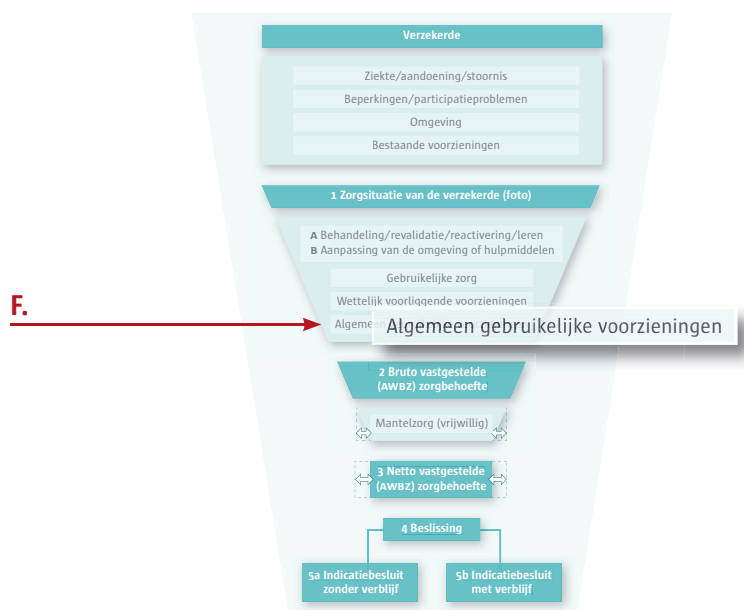 Verzekerde
Ziekte/aandoening/stoornis
Beperkingen/participatieproblemen
Omgeving
Bestaande voorzieningen
1 Zorgsituatie van de verzekerde (foto)
A Behandeling/revalidatie/reactivering/leren
B Aanpassing van de omgeving of hulpmiddelen
Gebruikelijke zorg
Wettelijk voorliggende voorzieningen
F.
Algemeen gebruikelijke voorzieningen
2 Bruto vastgestelde
(AWBZ) zorgbehoefte
Mantelzorg (vrijwillig)
3 Netto vastgestelde
(AWBZ) zorgbehoefte
4 Beslissing
5a Indicatiebesluit
zonder verblijf
5b Indicatiebesluit
met verblijf